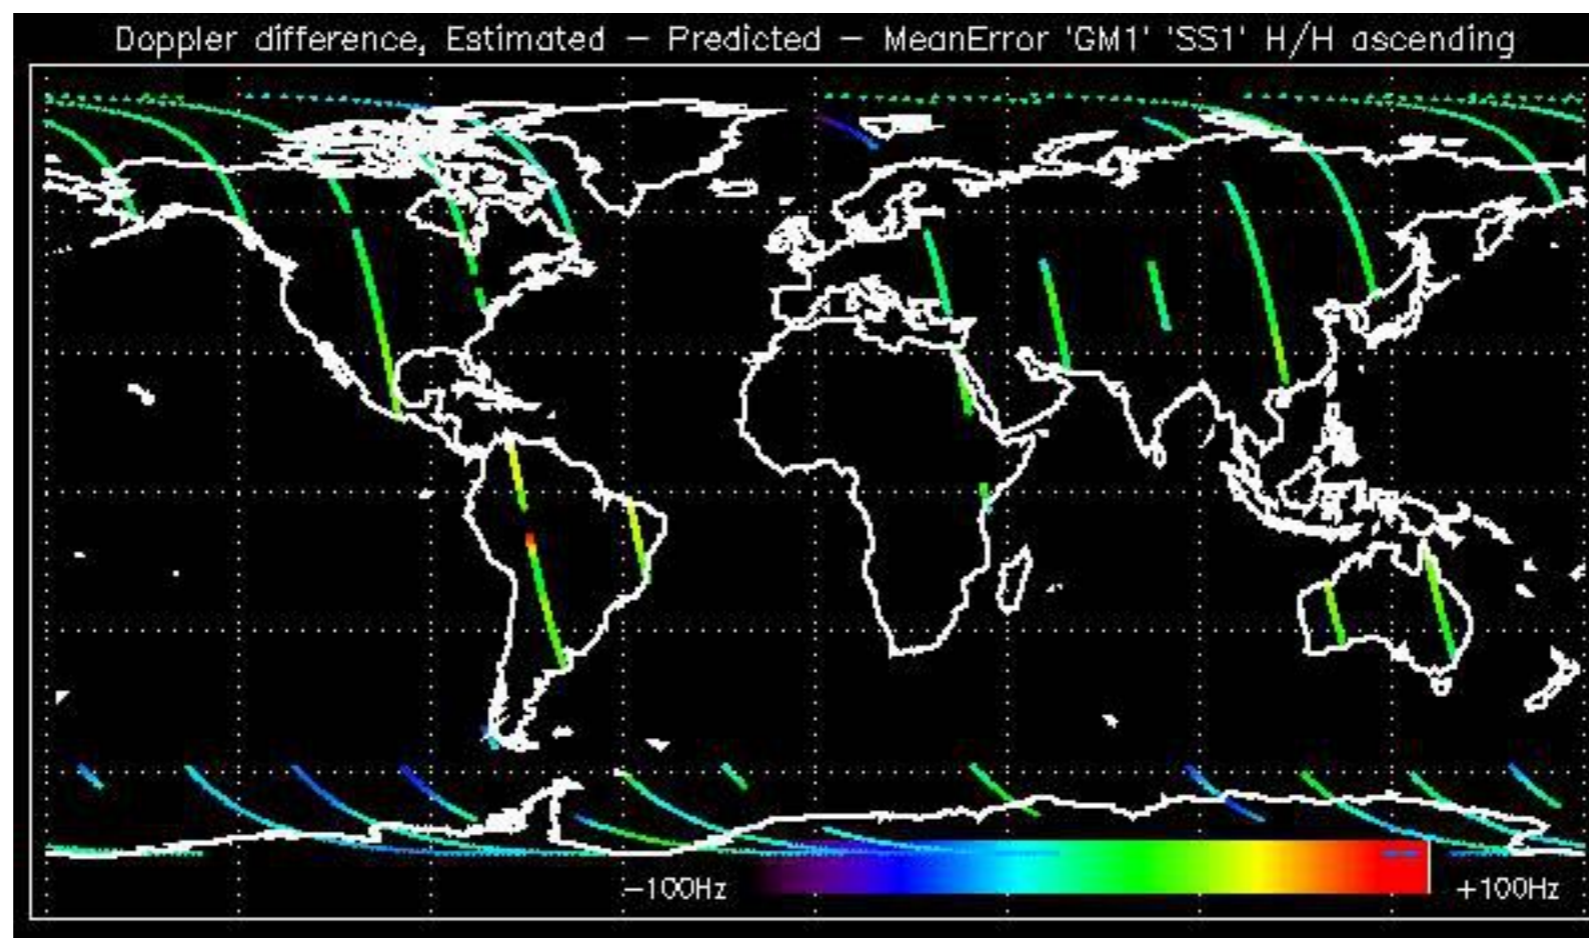 Doppler difference, Estimated – Predicted – MeanError 'GM1' 'SS1' H/H ascending
–100Hz
+100Hz